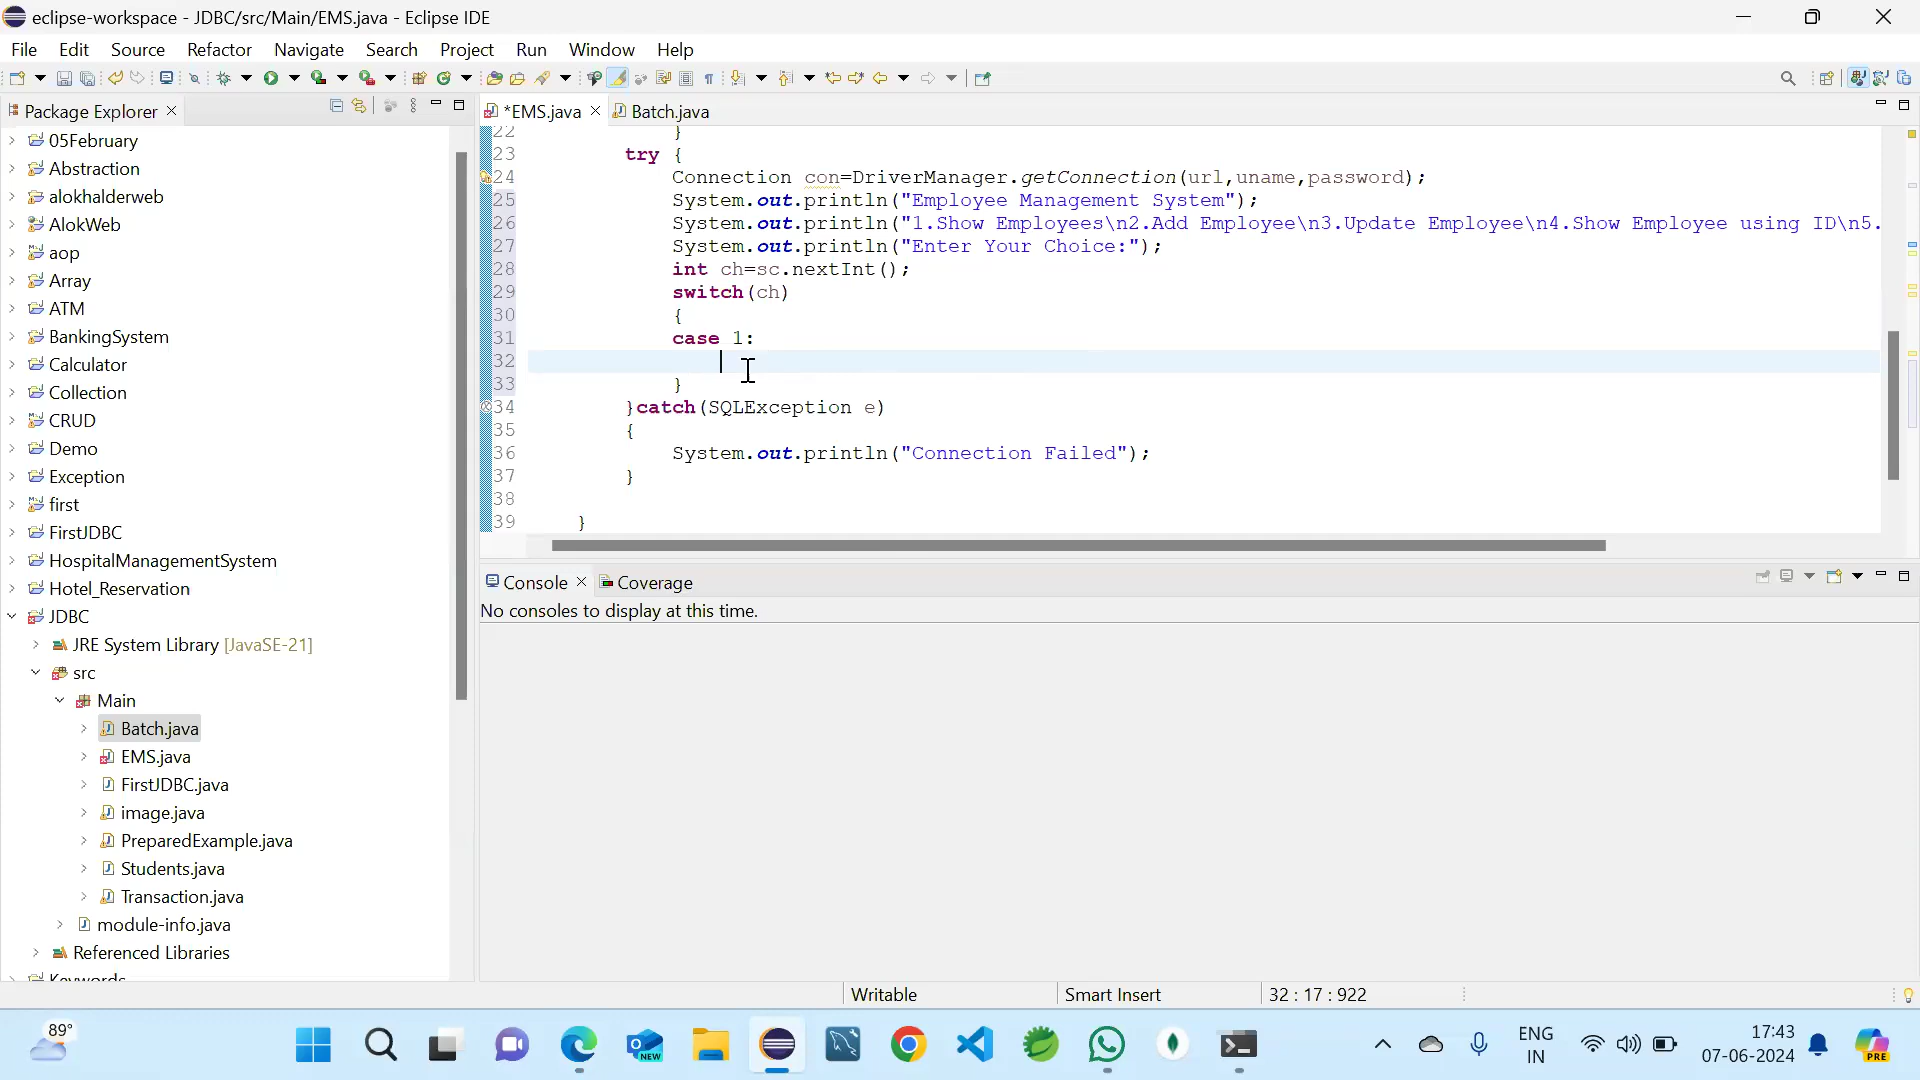 eclipse-workspace - JDBC/src/Main/EMS.java - Eclipse IDE
File Edit Source Refactor Navigate Search Project Run Window Help
Package Explorer
*EMS.java Batch.java
05February
Abstraction
alokhalderweb
AlokWeb
aop
Array
ATM
BankingSystem
Calculator
Collection
CRUD
Demo
Exception
first
FirstJDBC
HospitalManagementSystem
Hotel_Reservation
JDBC
JRE System Library [JavaSE-21]
src
Main
Batch.java
EMS.java
FirstJDBC.java
image.java
PreparedExample.java
Students.java
Transaction.java
module-info.java
Referenced Libraries
Keywords
22 }
23 try {
24 Connection con=DriverManager.getConnection(url,uname,password);
25 System.out.println("Employee Management System");
26 System.out.println("1.Show Employees\n2.Add Employee\n3.Update Employee\n4.Show Employee using ID\n5.
27 System.out.println("Enter Your Choice:");
28 int ch=sc.nextInt();
29 switch(ch)
30 {
31 case 1:
32
33 }
34 }catch(SQLException e)
35 {
36 System.out.println("Connection Failed");
37 }
38
39 }
Console Coverage
No consoles to display at this time.
Writable Smart Insert 32 : 17 : 922
89°
NEW
ENG
IN
17:43
07-06-2024
PRE